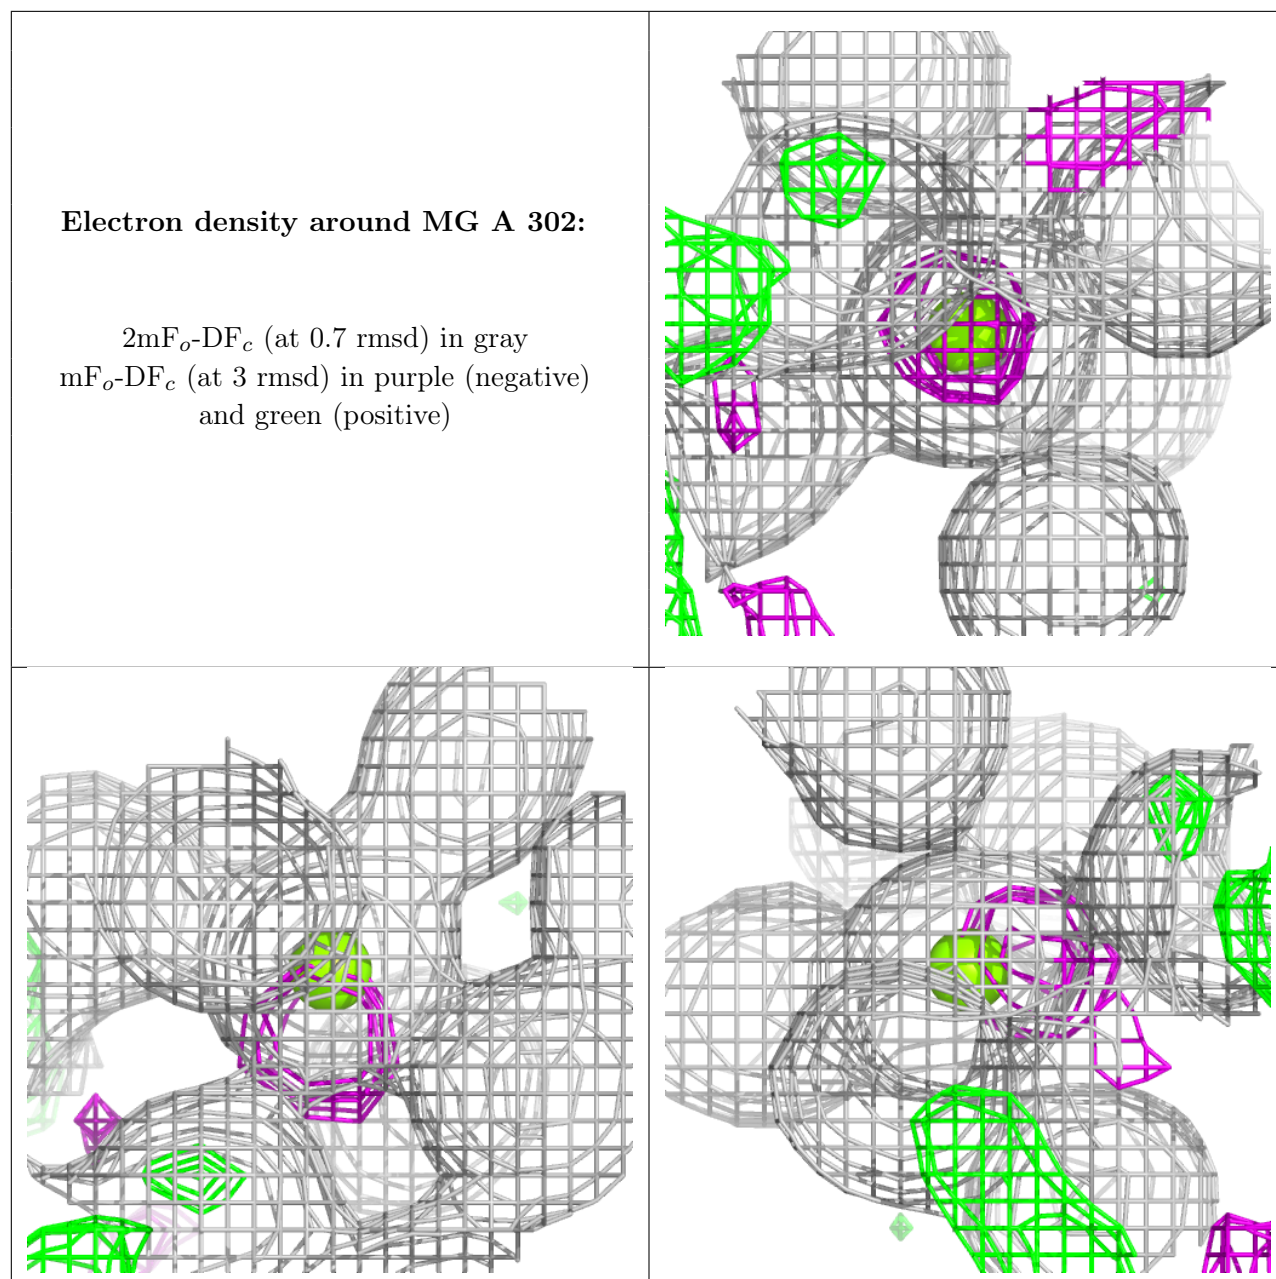 Electron density around MG A 302:
2mFo-DFc (at 0.7 rmsd) in gray
mFo-DFc (at 3 rmsd) in purple (negative)
and green (positive)